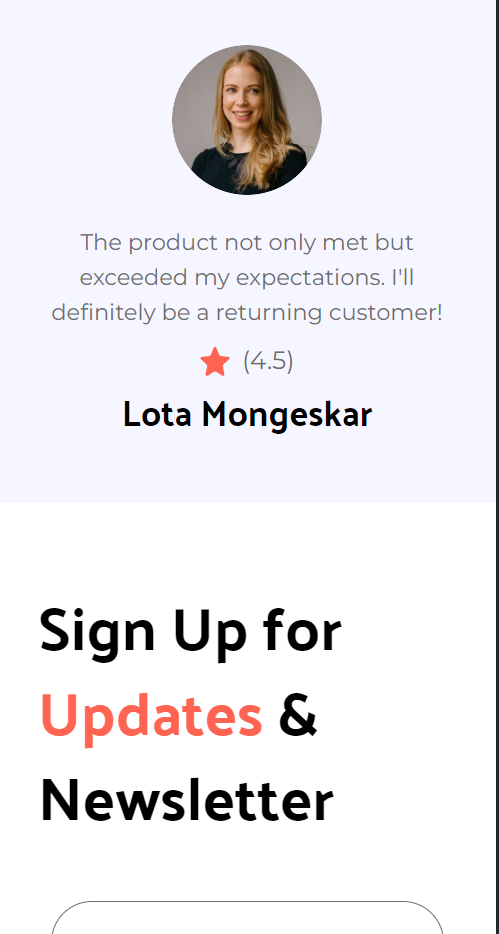 The product not only met but
exceeded my expectations. I'll
definitely be a returning customer!
(4.5)
Lota Mongeskar
Sign Up for
Updates &
Newsletter